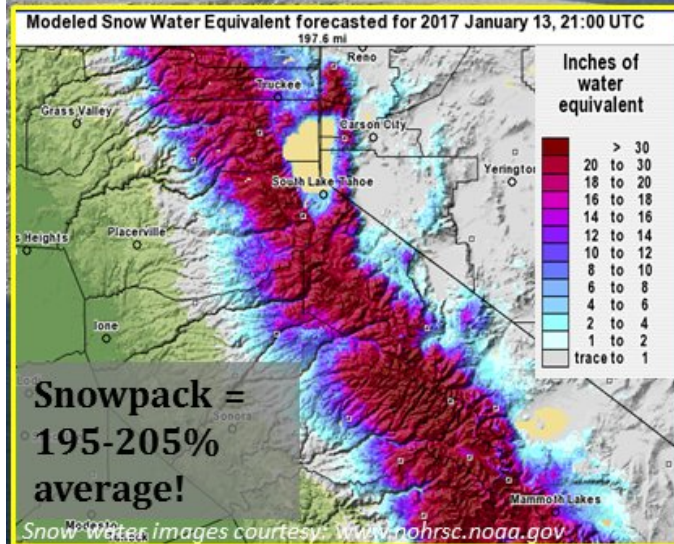 Modeled Snow Water Equivalent forecasted for 2017 January 13, 21:00 UTC
197.6 mi
Reno
Truckee
Grass Valley
Carson City
Yerington
South Lake Tahoe
Placerville
s Heights
Ione
Lod
Sonora
Mammoth Lakes
Modesto
Inches of
water
equivalent
> 30
20 to 30
18 to 20
16 to 18
14 to 16
12 to 14
10 to 12
8 to 10
6 to 8
4 to 6
2 to 4
1 to 2
trace to 1
Snowpack =
195-205%
average!
Snow water images courtesy: www.nohrsc.noaa.gov